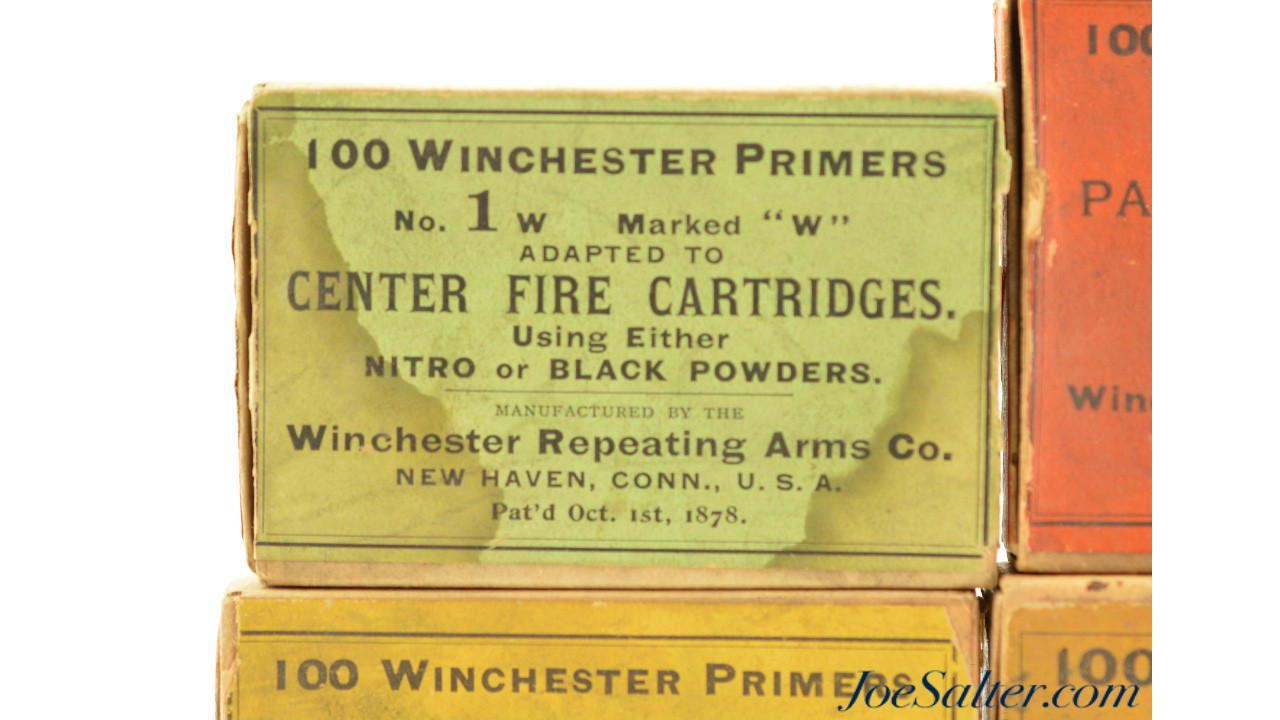 100 WINCHESTER PRIMERS
No. 1 W Marked “W”
ADAPTED TO
CENTER FIRE CARTRIDGES.
Using Either
NITRO or BLACK POWDERS.
MANUFACTURED BY THE
Winchester Repeating Arms Co.
NEW HAVEN, CONN., U. S. A.
Pat'd Oct. 1st, 1878.
100
PA
Win
100 WINCHESTER PRIMERS
100
JoeSalter.com